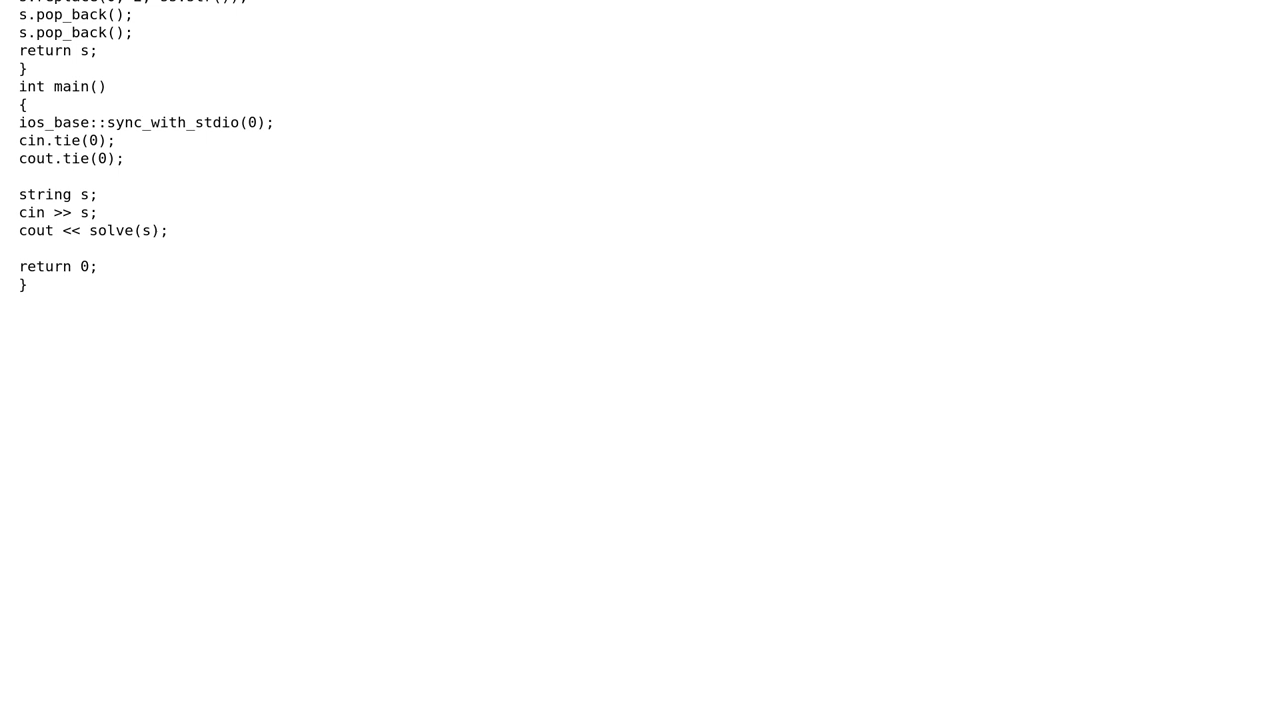 s.pop_back();
s.pop_back();
return s;
}
int main()
{
ios_base::sync_with_stdio(0);
cin.tie(0);
cout.tie(0);
string s;
cin >> s;
cout << solve(s);
return 0;
}